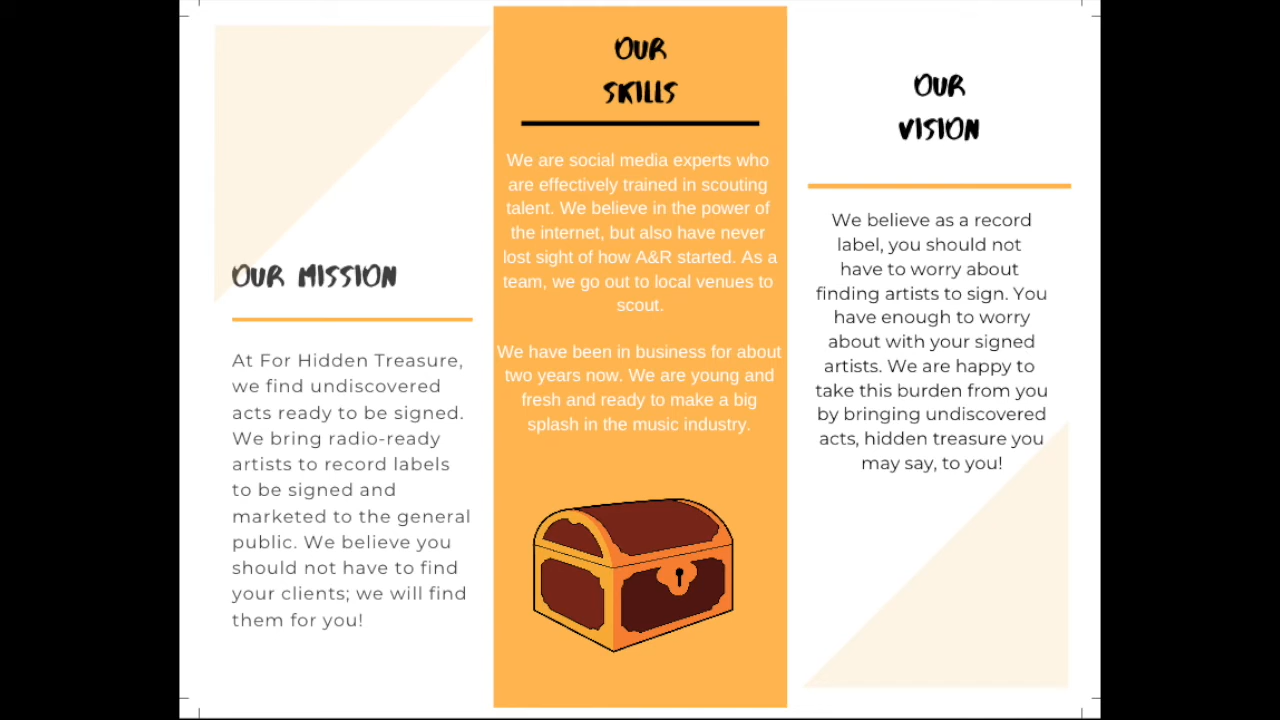 OUR MISSION
At For Hidden Treasure,
we find undiscovered
acts ready to be signed.
We bring radio-ready
artists to record labels
to be signed and
marketed to the general
public. We believe you
should not have to find
your clients; we will find
them for you!
OUR
SKILLS
We are social media experts who
are effectively trained in scouting
talent. We believe in the power of
the internet, but also have never
lost sight of how A&R started. As a
team, we go out to local venues to
scout.
We have been in business for about
two years now. We are young and
fresh and ready to make a big
splash in the music industry.
OUR
VISION
We believe as a record
label, you should not
have to worry about
finding artists to sign. You
have enough to worry
about with your signed
artists. We are happy to
take this burden from you
by bringing undiscovered
acts, hidden treasure you
may say, to you!